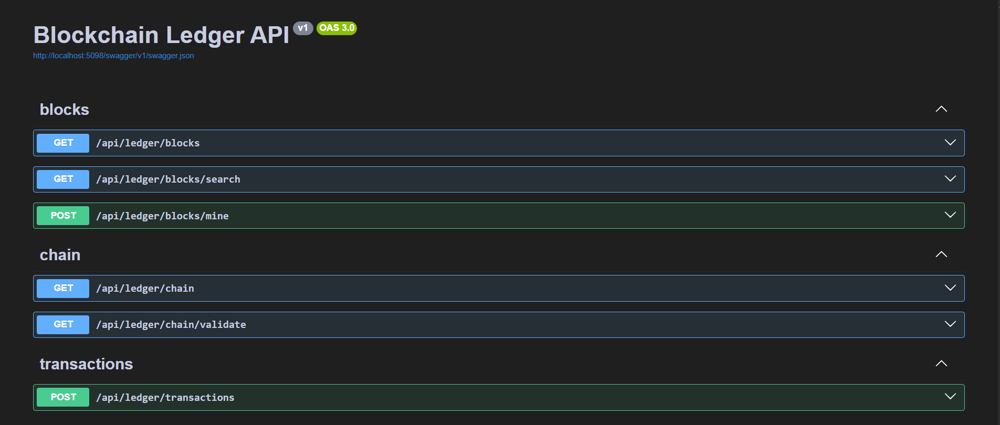 Blockchain Ledger API v1 OAS 3.0
http://localhost:5098/swagger/v1/swagger.json
blocks
GET /api/ledger/blocks
GET /api/ledger/blocks/search
POST /api/ledger/blocks/mine
chain
GET /api/ledger/chain
GET /api/ledger/chain/validate
transactions
POST /api/ledger/transactions